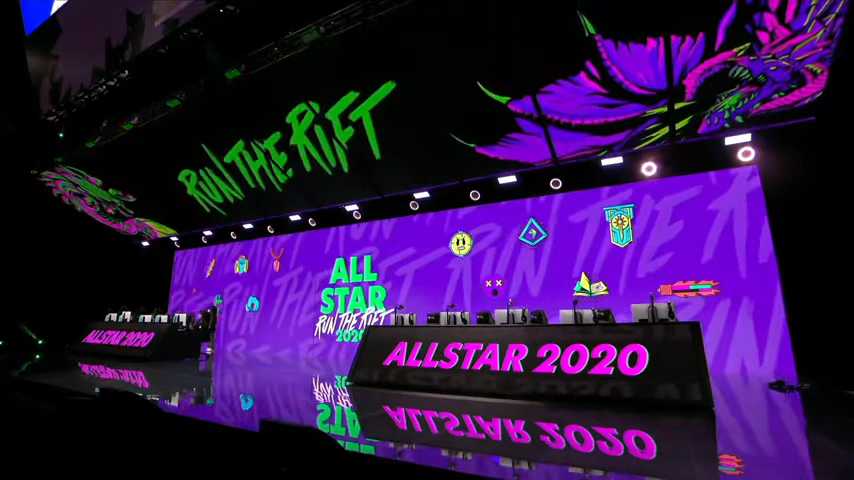 RUN THE RIFT
ALL
STAR
RUN THE RIFT
2020
ALLSTAR 2020
ALLSTAR 2020